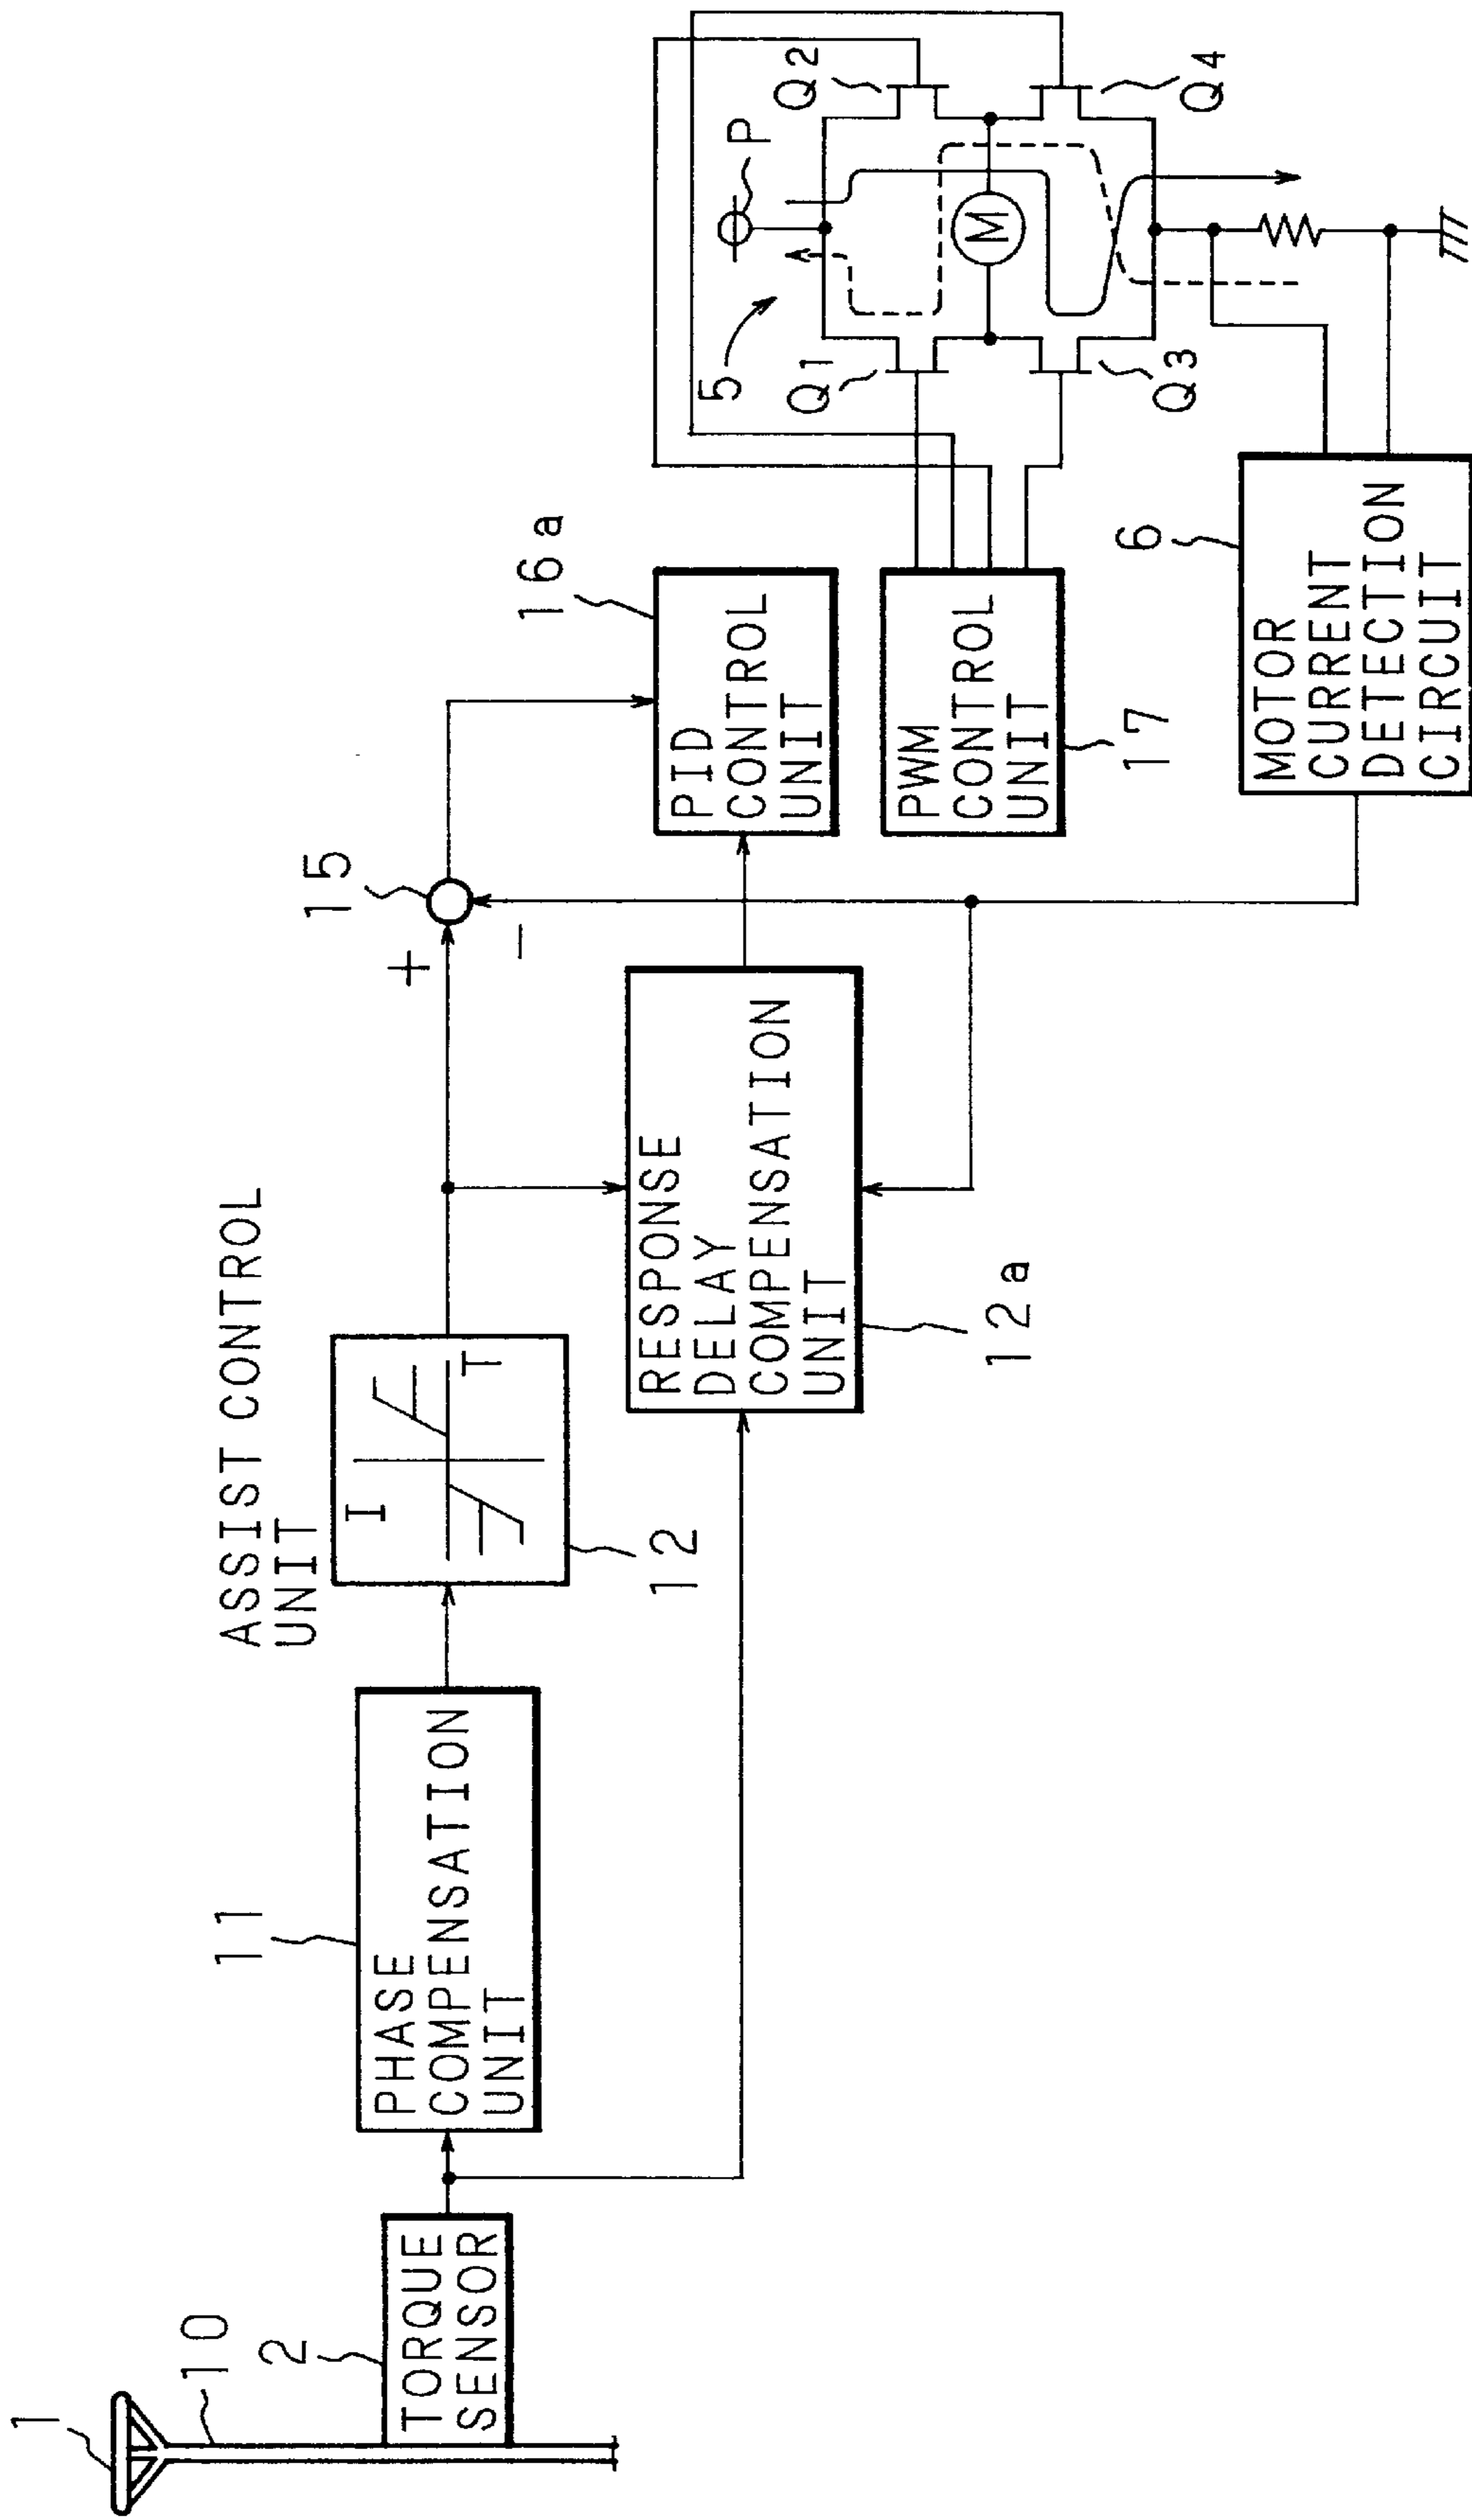 1
10
2
TORQUE
SENSOR
11
PHASE
COMPENSATION
UNIT
ASSIST CONTROL
UNIT
I
T
12
RESPONSE
DELAY
COMPENSATION
UNIT
12a
+
-
15
16a
PID
CONTROL
UNIT
PWM
CONTROL
UNIT
17
MOTOR
CURRENT
DETECTION
CIRCUIT
6
5
P
Q1
Q2
M
Q3
Q4